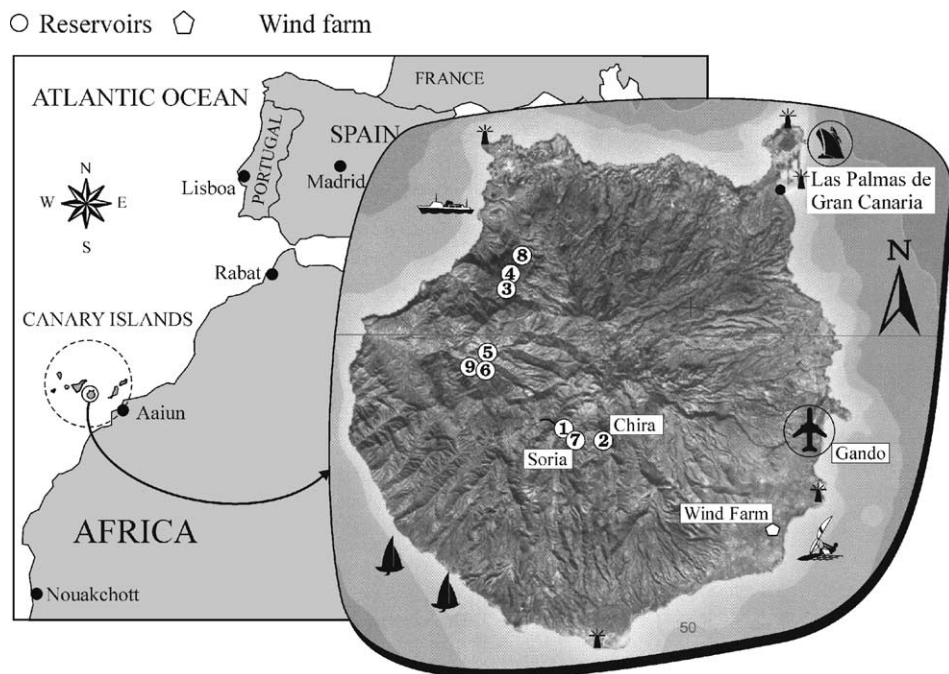 Reservoirs
Wind farm
FRANCE
ATLANTIC OCEAN
PORTUGAL
SPAIN
Lisboa
Madrid
N
W E
S
Las Palmas de
Gran Canaria
Rabat
N
8
4
3
CANARY ISLANDS
5
9 6
Aaiun
1
Chira
7 2
Soria
Gando
Wind Farm
AFRICA
Nouakchott
50